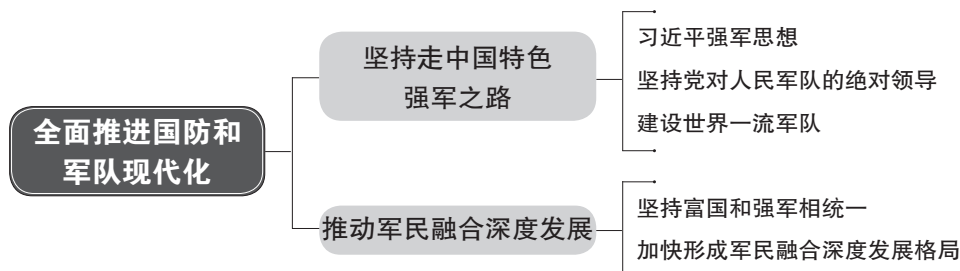 全面推进国防和
军队现代化
坚持走中国特色
强军之路
习近平强军思想
坚持党对人民军队的绝对领导
建设世界一流军队
推动军民融合深度发展
坚持富国和强军相统一
加快形成军民融合深度发展格局